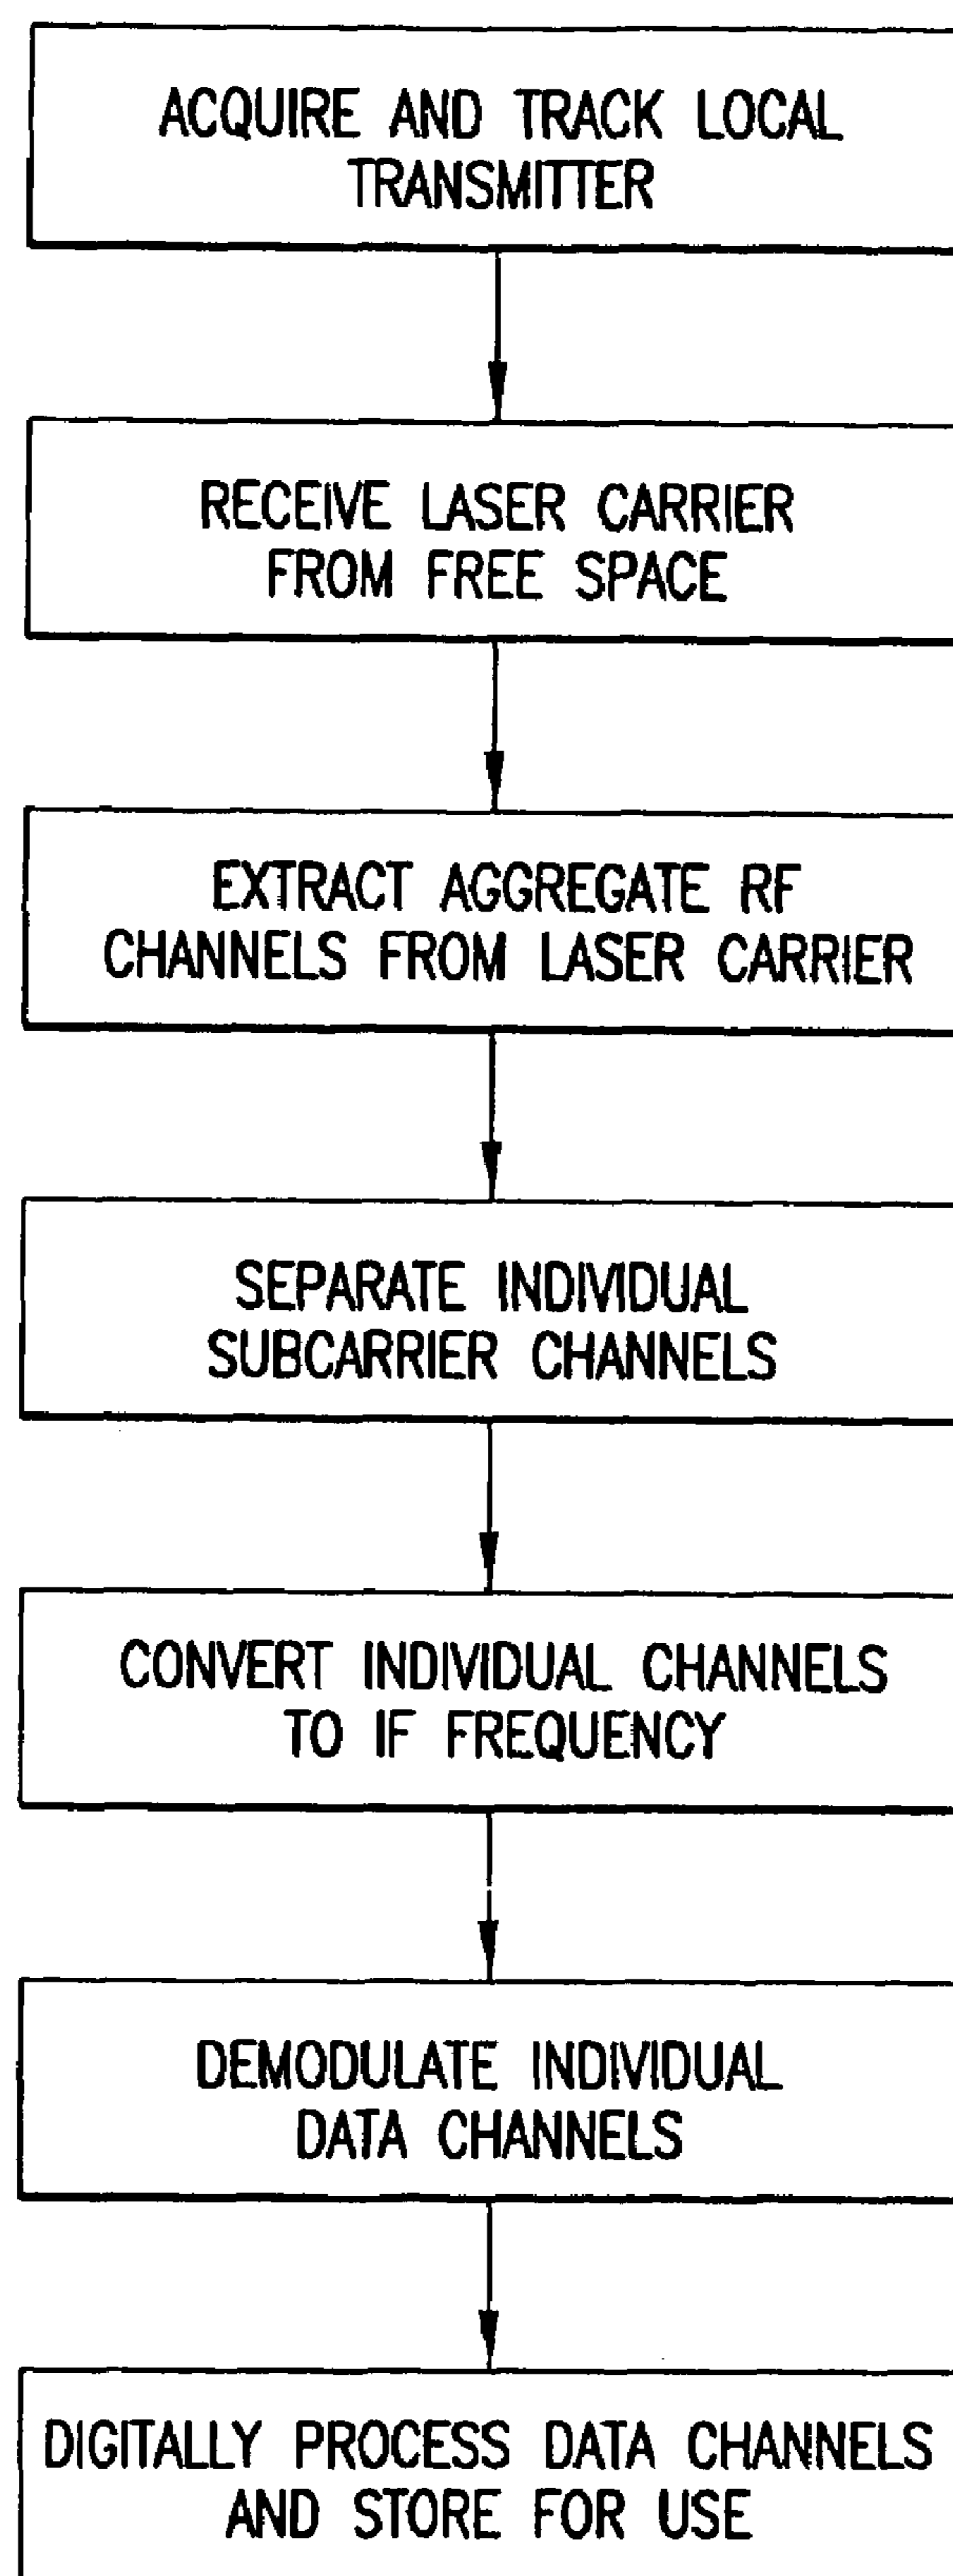 ACQUIRE AND TRACK LOCAL
TRANSMITTER
RECEIVE LASER CARRIER
FROM FREE SPACE
EXTRACT AGGREGATE RF
CHANNELS FROM LASER CARRIER
SEPARATE INDIVIDUAL
SUBCARRIER CHANNELS
CONVERT INDIVIDUAL CHANNELS
TO IF FREQUENCY
DEMODULATE INDIVIDUAL
DATA CHANNELS
DIGITALLY PROCESS DATA CHANNELS
AND STORE FOR USE